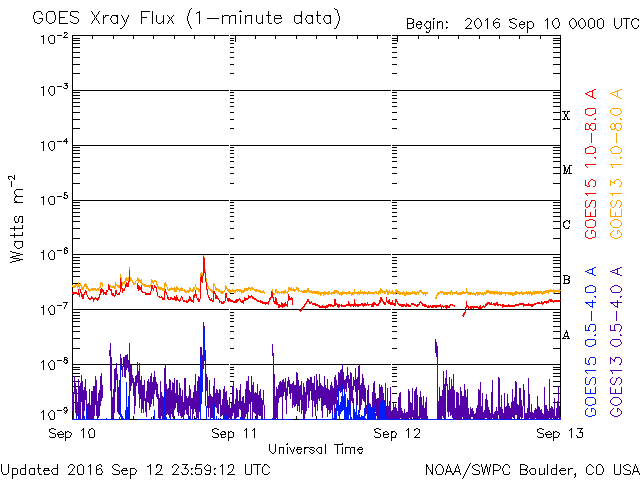 GOES Xray Flux (1-minute data)
Begin: 2016 Sep 10 0000 UTC
10-2
10-3
10-4
10-5
10-6
10-7
10-8
10-9
Watts m-2
X
M
C
B
A
GOES15 1.0-8.0 A
GOES13 1.0-8.0 A
GOES15 0.5-4.0 A
GOES13 0.5-4.0 A
Sep 10 Sep 11 Sep 12 Sep 13
Universal Time
Updated 2016 Sep 12 23:59:12 UTC
NOAA/SWPC Boulder, CO USA